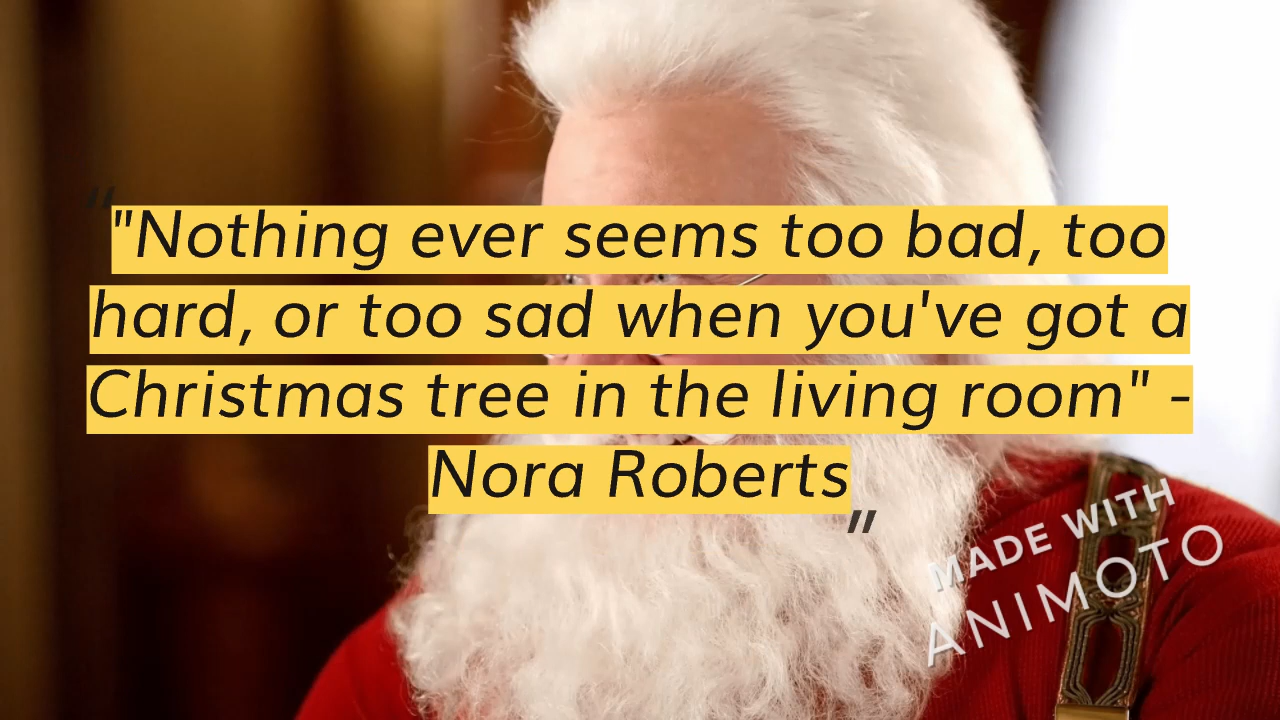 "
"Nothing ever seems too bad, too
hard, or too sad when you've got a
Christmas tree in the living room" -
Nora Roberts
"
MADE WITH
ANIMOTO